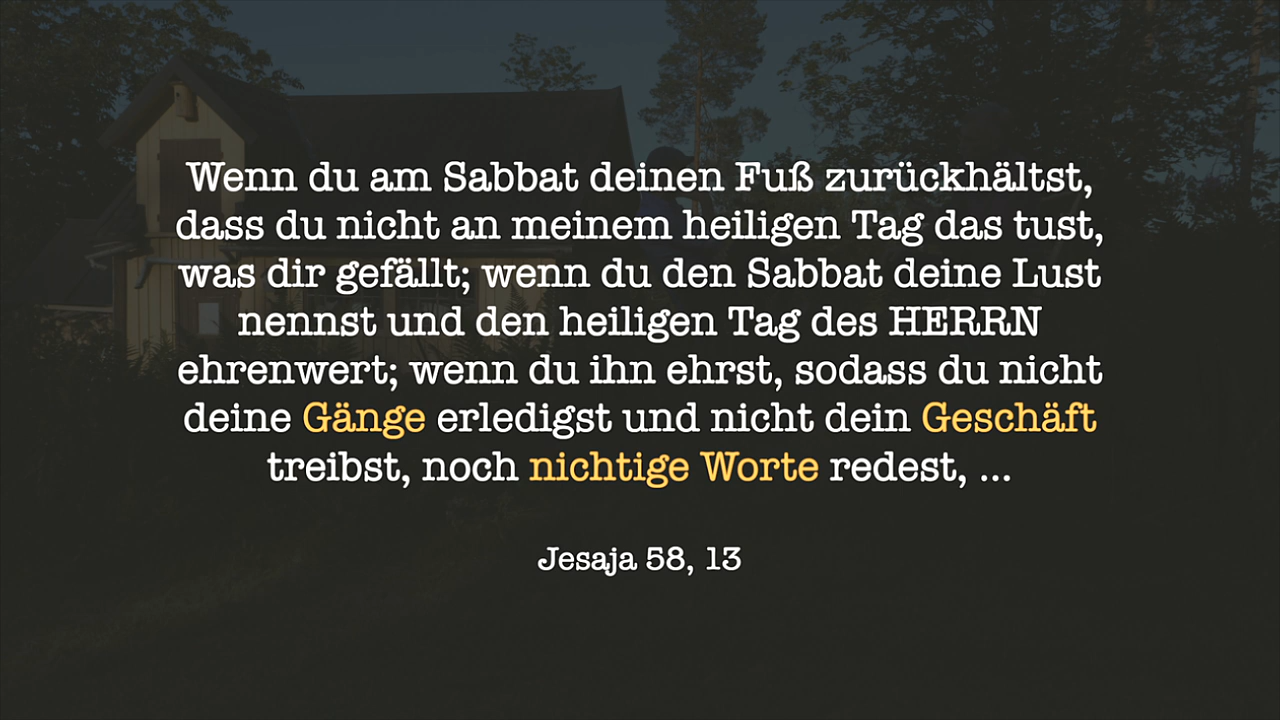 Wenn du am Sabbat deinen Fuß zurückhältst,
dass du nicht an meinem heiligen Tag das tust,
was dir gefällt; wenn du den Sabbat deine Lust
nennst und den heiligen Tag des HERRN
ehrenwert; wenn du ihn ehrst, sodass du nicht
deine Gänge erledigst und nicht dein Geschäft
treibst, noch nichtige Worte redest, ...
Jesaja 58, 13